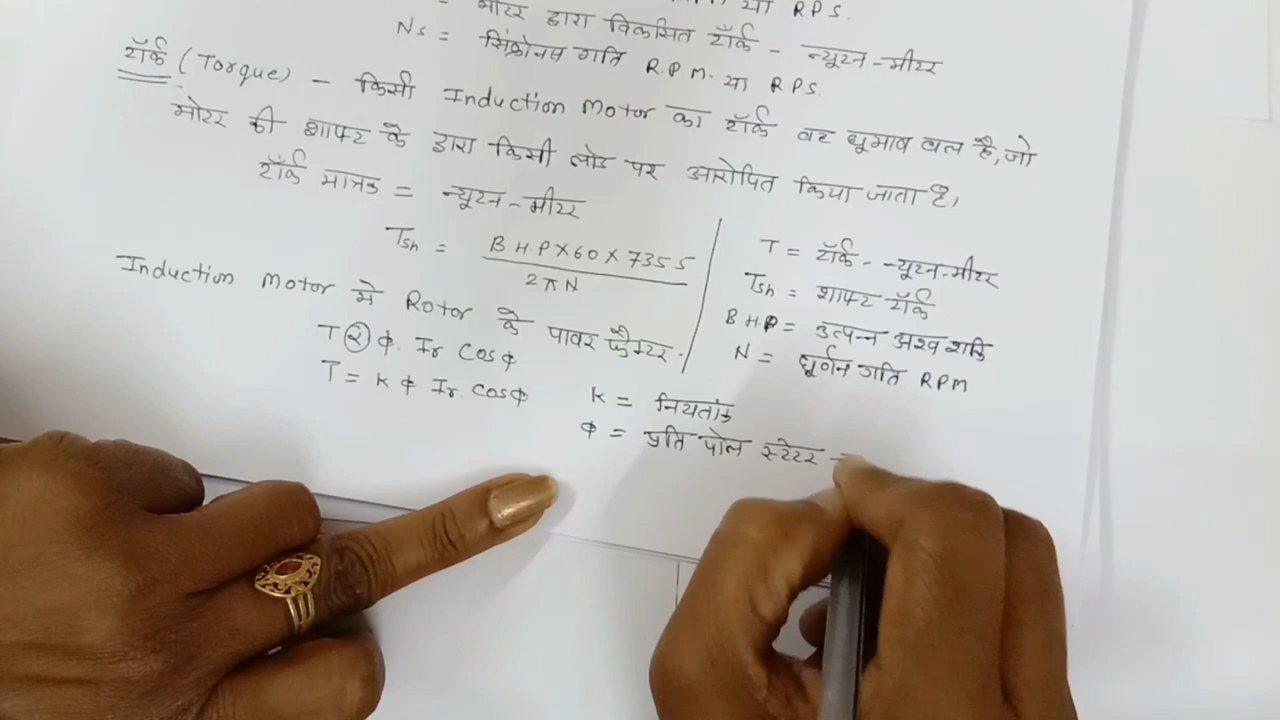 या RPS.
- मोटर द्वारा विकसित टॉर्क - न्यूटन-मीटर
Ns = सिंक्रोनस गति R.P.M. या RPS.
टॉर्क (Torque) - किसी Induction Motor का टॉर्क वह घुमाव बल है, जो
मोटर की शाफ्ट के द्वारा किसी लोड पर आरोपित किया जाता है,
टॉर्क मात्रक = न्यूटन-मीटर
Tsh = BHP×60×735.5
2πN
T = टॉर्क - न्यूटन-मीटर
Tsh = शाफ्ट टॉर्क
B H.P = उत्पन्न अश्व शक्ति
N = घूर्णन गति RPM
Induction Motor में Rotor के पावर फैक्टर.
T α φ. Ir Cosφ
T = K φ Ir. Cosφ
K = नियतांक
φ = प्रति पोल स्टेटर